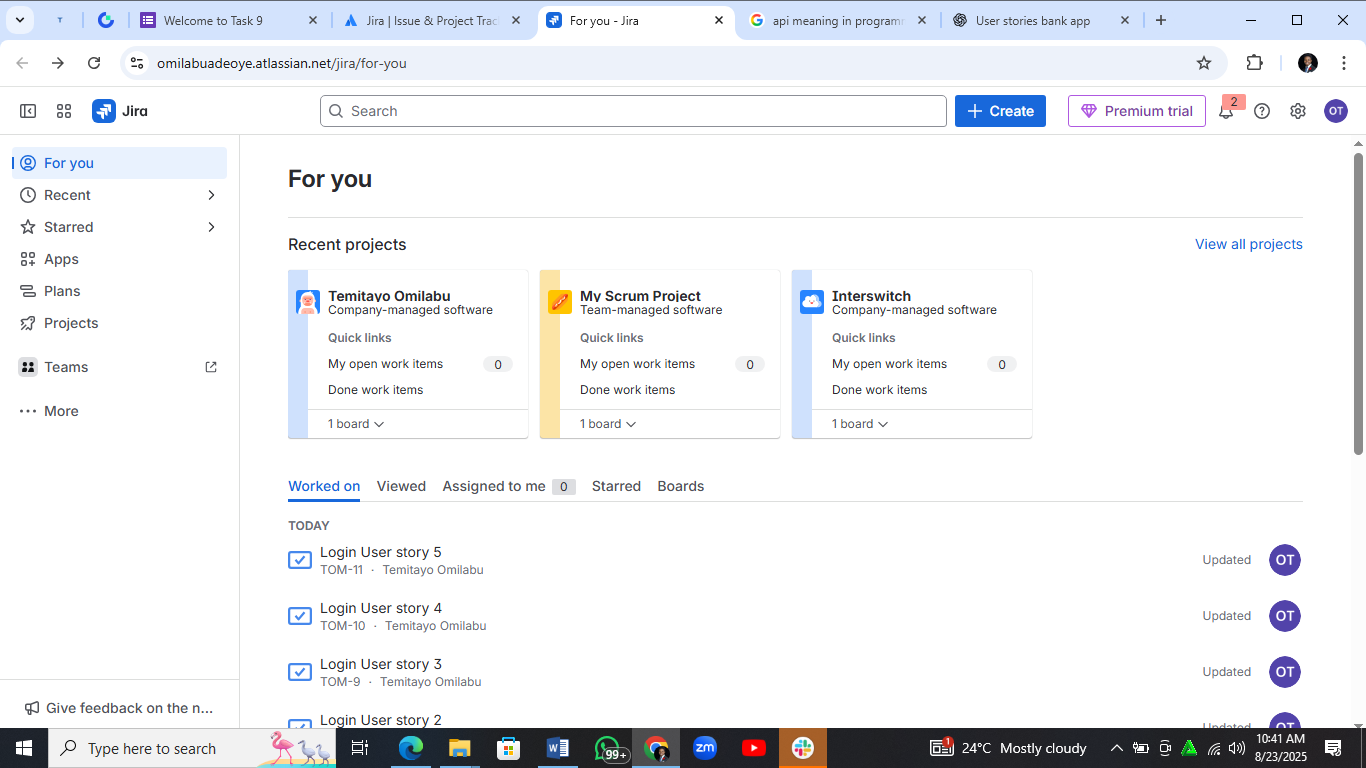 T
Welcome to Task 9
Jira | Issue & Project Trac
For you - Jira
api meaning in programm
User stories bank app
omilabuadeoye.atlassian.net/jira/for-you
Jira
Search
Create
Premium trial
2
OT
For you
Recent
Starred
Apps
Plans
Projects
Teams
More
Give feedback on the n...
For you
Recent projects
View all projects
Temitayo Omilabu
Company-managed software
Quick links
My open work items 0
Done work items
1 board
My Scrum Project
Team-managed software
Quick links
My open work items 0
Done work items
1 board
Interswitch
Company-managed software
Quick links
My open work items 0
Done work items
1 board
Worked on Viewed Assigned to me 0 Starred Boards
TODAY
Login User story 5
TOM-11 · Temitayo Omilabu
Updated OT
Login User story 4
TOM-10 · Temitayo Omilabu
Updated OT
Login User story 3
TOM-9 · Temitayo Omilabu
Updated OT
Login User story 2
Updated OT
Type here to search
W
99+
zm
1
24°C Mostly cloudy
10:41 AM
8/23/2025